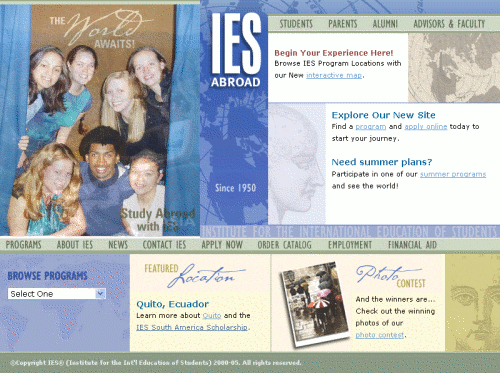 THE
World
AWAITS!
Study Abroad
with IES
IES
ABROAD
Since 1950
STUDENTS PARENTS ALUMNI ADVISORS & FACULTY
Begin Your Experience Here!
Browse IES Program Locations with
our New interactive map.
Explore Our New Site
Find a program and apply online today to
start your journey.
Need summer plans?
Participate in one of our summer programs
and see the world!
INSTITUTE FOR THE INTERNATIONAL EDUCATION OF STUDENTS
PROGRAMS ABOUT IES NEWS CONTACT IES APPLY NOW ORDER CATALOG EMPLOYMENT FINANCIAL AID
BROWSE PROGRAMS
Select One
FEATURED
Location
Quito, Ecuador
Learn more about Quito and the
IES South America Scholarship.
Photo
CONTEST
And the winners are...
Check out the winning
photos of our
photo contest.
©Copyright IES® (Institute for the Int'l Education of Students) 2000-05. All rights reserved.